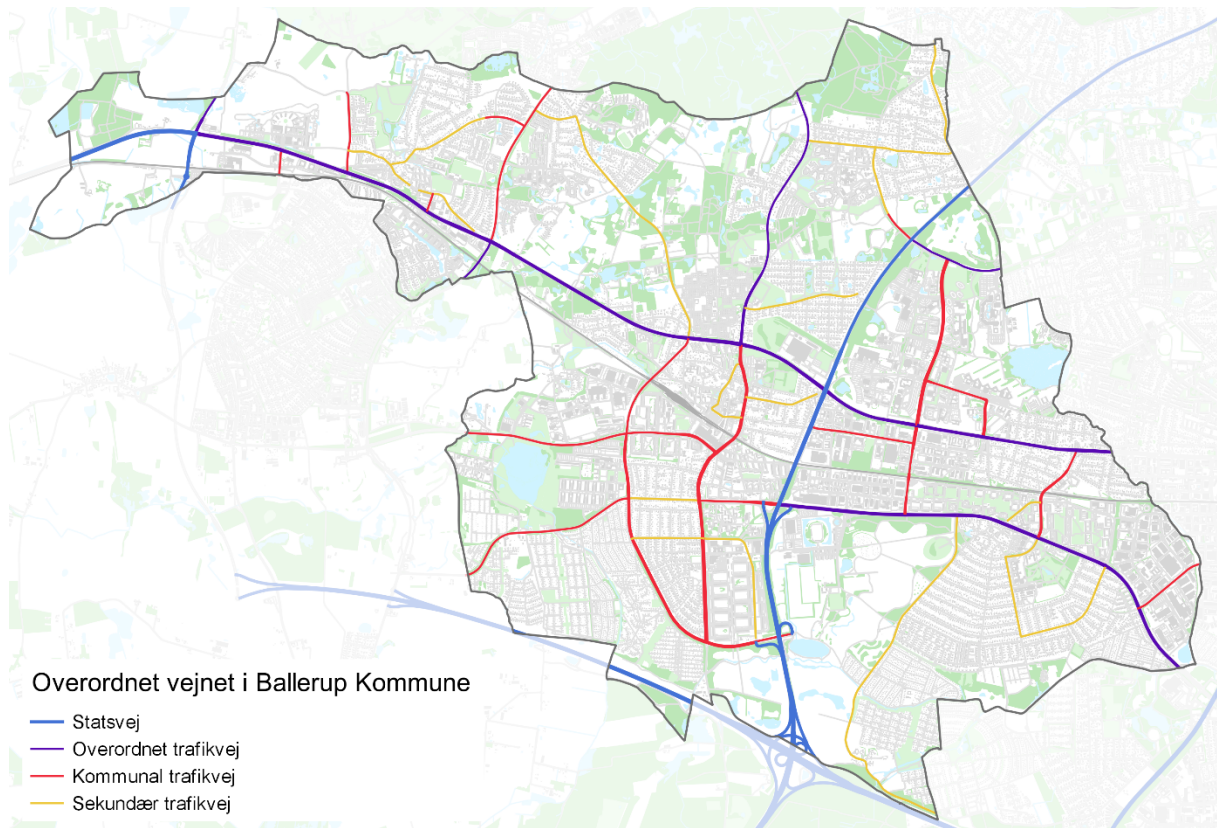 Overordnet vejnet i Ballerup Kommune
Statsvej
Overordnet trafikvej
Kommunal trafikvej
Sekundær trafikvej